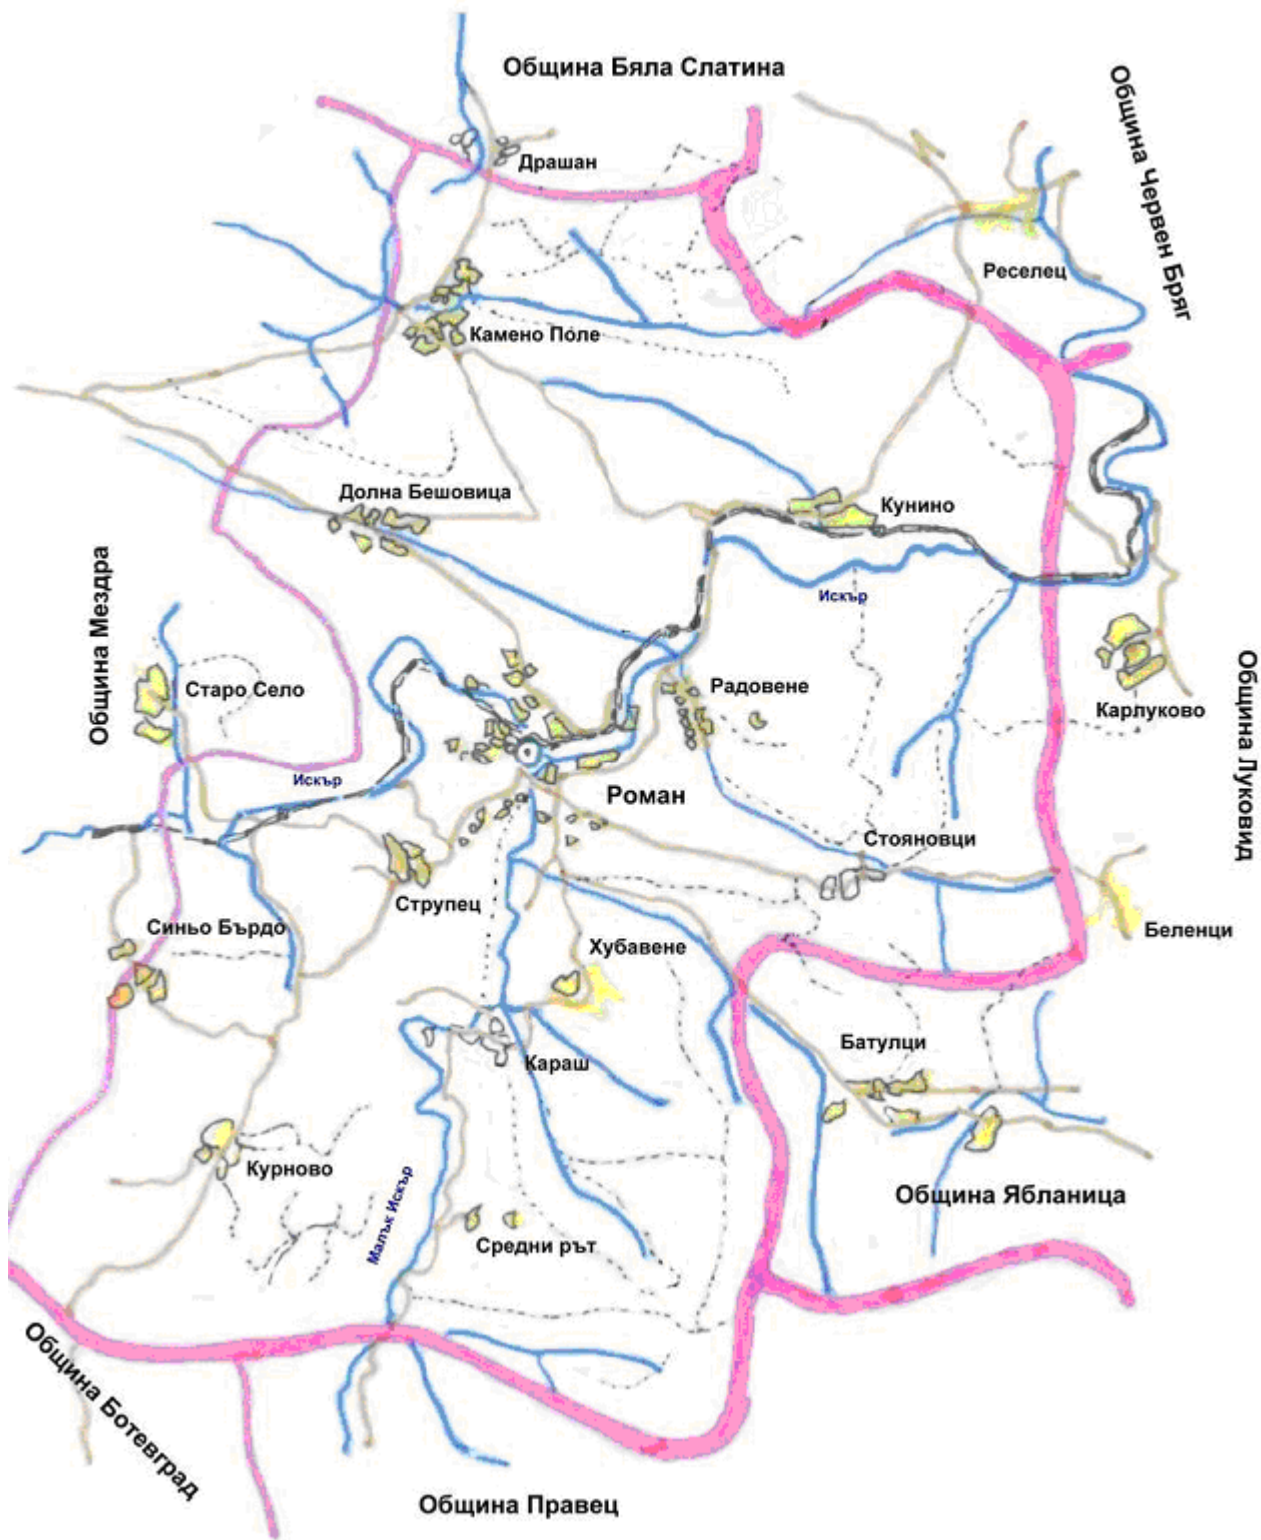 Община Бяла Слатина
Община Червен Бряг
Драшан
Реселец
Камено Поле
Долна Бешовица
Кунино
Искър
Община Мездра
Старо Село
Радовене
Карлуково
Община Луковид
Искър
Роман
Стояновци
Струпец
Синьо Бърдо
Хубавене
Беленци
Батулци
Караш
Курново
Малък Искър
Община Ябланица
Средни рът
Община Ботевград
Община Правец